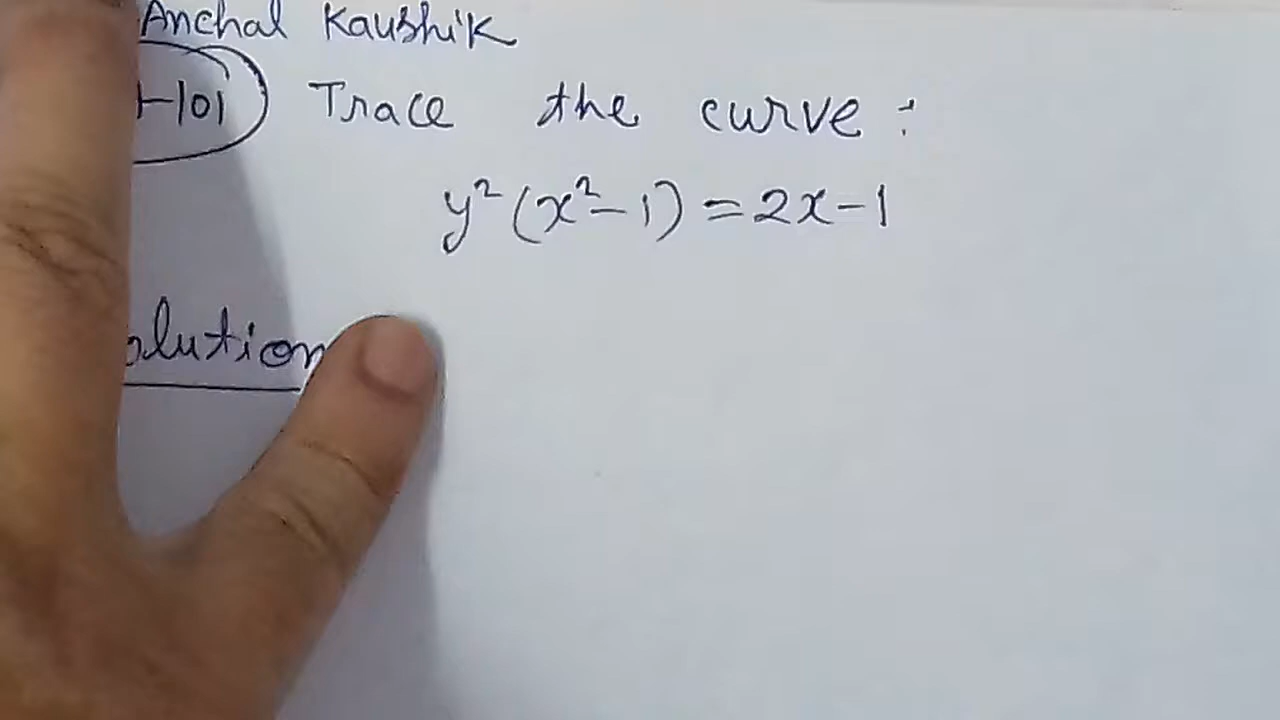 Anchal Kaushik
-101 Trace the curve :
y²(x²-1) = 2x-1
olution